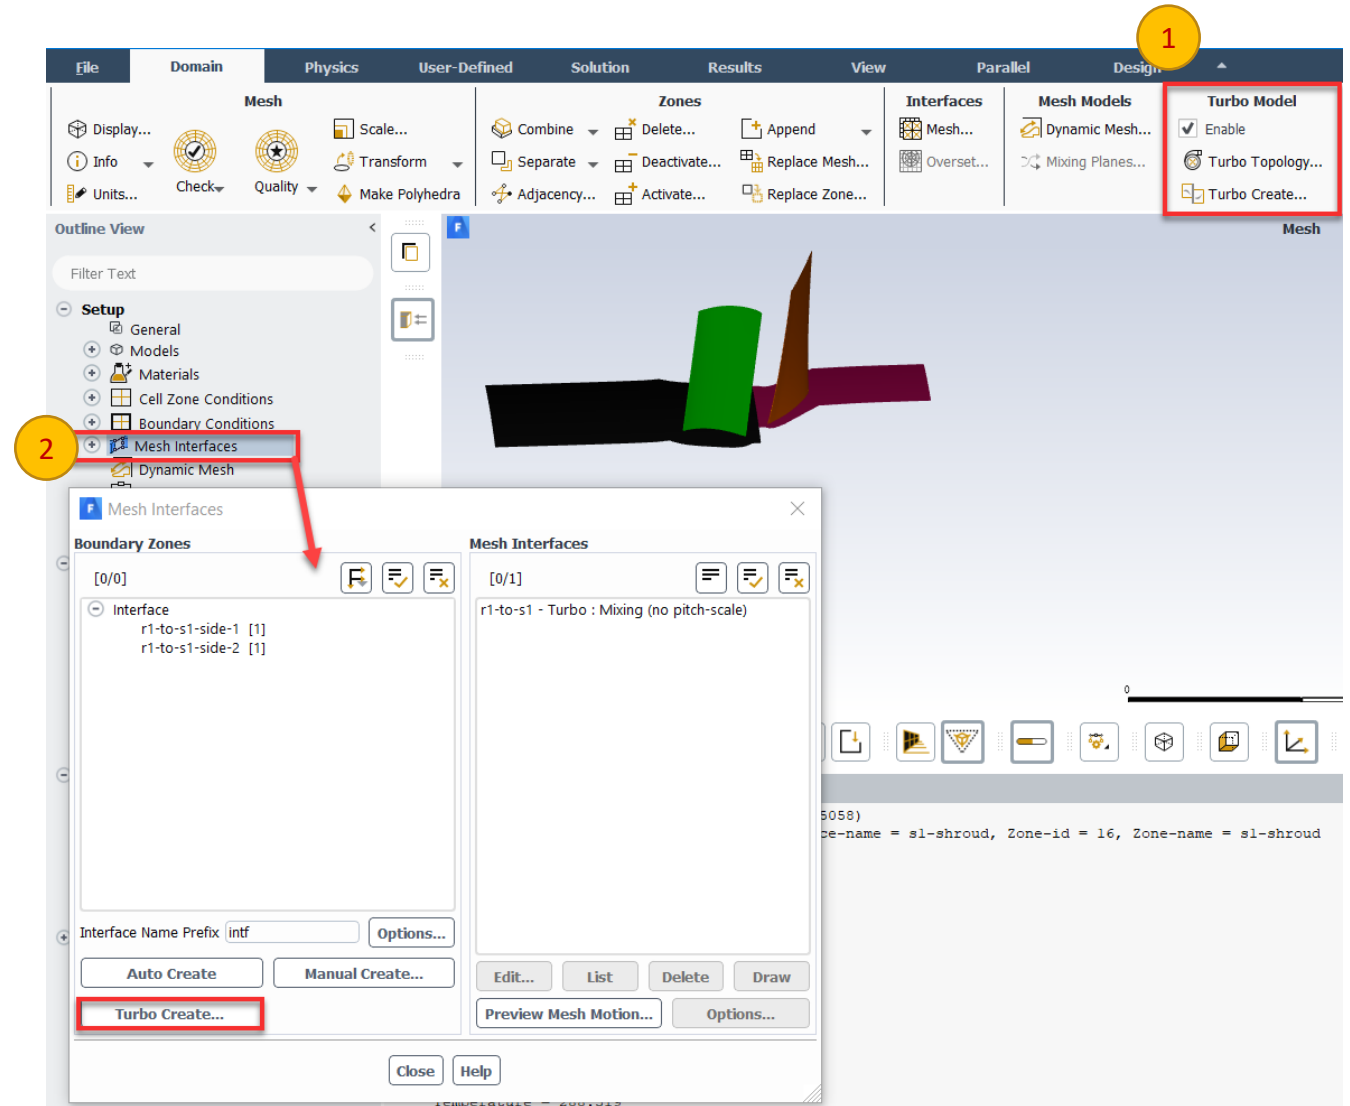 1
File Domain Physics User-Defined Solution Results View Parallel Design
Mesh Zones Interfaces Mesh Models Turbo Model
Display... Scale... Combine Delete... Append Mesh... Dynamic Mesh... Enable
Info Transform Separate Deactivate... Replace Mesh... Overset... Mixing Planes... Turbo Topology...
Units... Check Quality Make Polyhedra Adjacency... Activate... Replace Zone... Turbo Create...
Outline View < F Mesh
Filter Text
Setup
General
Models
Materials
Cell Zone Conditions
Boundary Conditions
2 Mesh Interfaces
Dynamic Mesh
F Mesh Interfaces
Boundary Zones Mesh Interfaces
[0/0] [0/1]
Interface r1-to-s1 - Turbo : Mixing (no pitch-scale)
r1-to-s1-side-1 [1]
r1-to-s1-side-2 [1]
0
5058)
ce-name = s1-shroud, Zone-id = 16, Zone-name = s1-shroud
Interface Name Prefix intf Options...
Auto Create Manual Create... Edit... List Delete Draw
Turbo Create... Preview Mesh Motion... Options...
Close Help